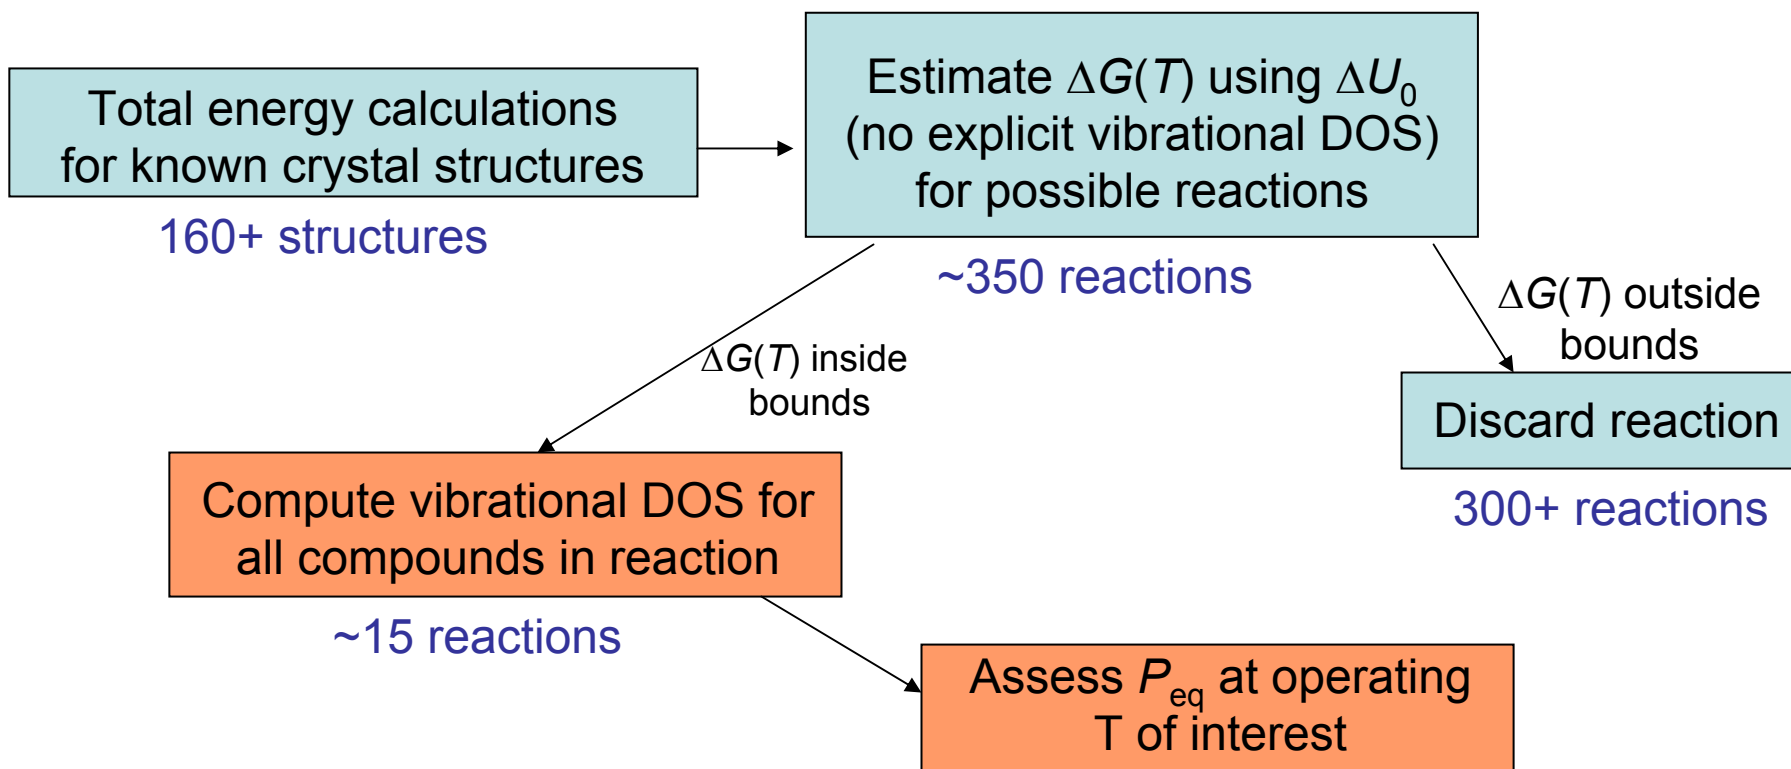 Total energy calculations
for known crystal structures
160+ structures
Estimate ΔG(T) using ΔU₀
(no explicit vibrational DOS)
for possible reactions
~350 reactions
ΔG(T) outside
bounds
Discard reaction
300+ reactions
ΔG(T) inside
bounds
Compute vibrational DOS for
all compounds in reaction
~15 reactions
Assess Peq at operating
T of interest